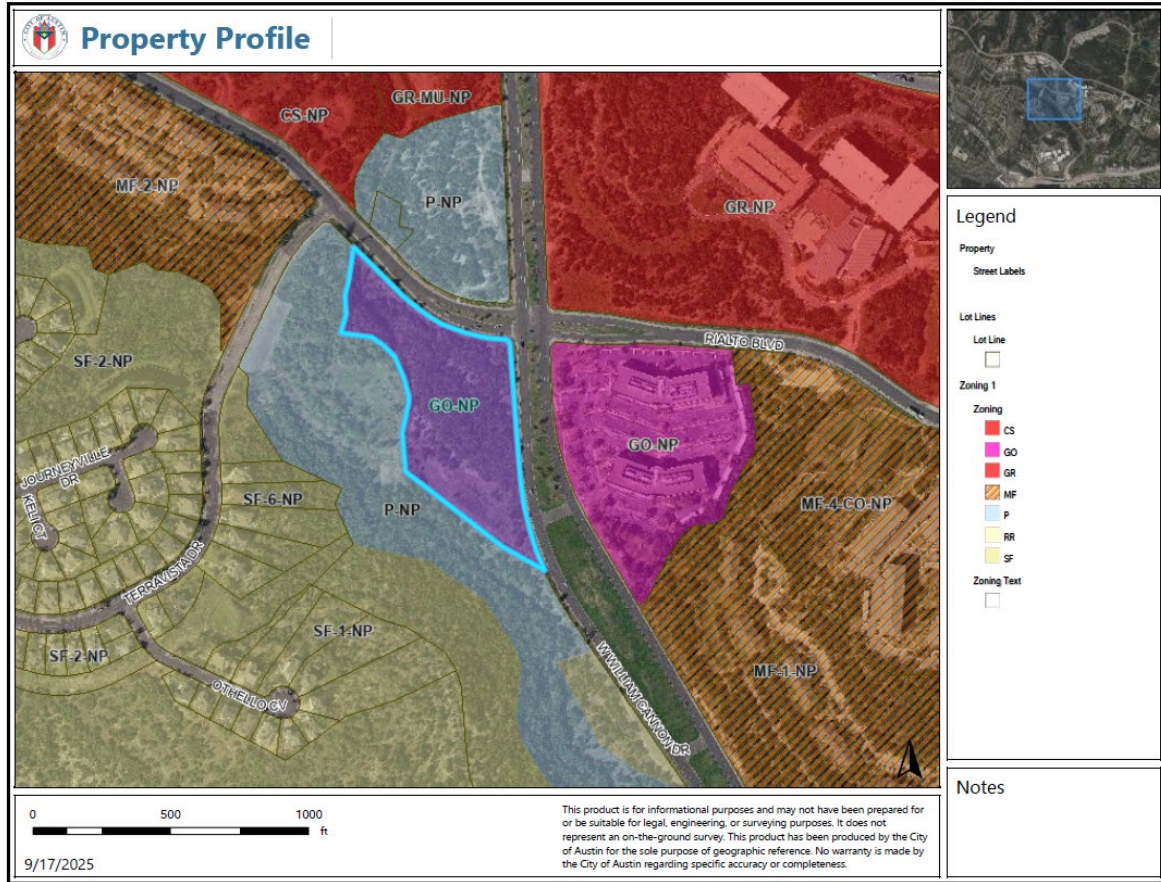 CITY OF AUSTIN
Property Profile
CS-NP
GR-MU-NP
MF-2-NP
P-NP
GR-NP
RIALTO BLVD
SF-2-NP
GO-NP
GO-NP
JOURNEYVILLE
DR
KELI CT
SF-6-NP
P-NP
MF-4-CO-NP
TERRAVISTA DR
SF-1-NP
SF-2-NP
MF-1-NP
OTHELLO CV
W WILLIAM CANNON DR
Legend
Property
Street Labels
Lot Lines
Lot Line
Zoning 1
Zoning
CS
GO
GR
MF
P
RR
SF
Zoning Text
Notes
0 500 1000
ft
9/17/2025
This product is for informational purposes and may not have been prepared for
or be suitable for legal, engineering, or surveying purposes. It does not
represent an on-the-ground survey. This product has been produced by the City
of Austin for the sole purpose of geographic reference. No warranty is made by
the City of Austin regarding specific accuracy or completeness.